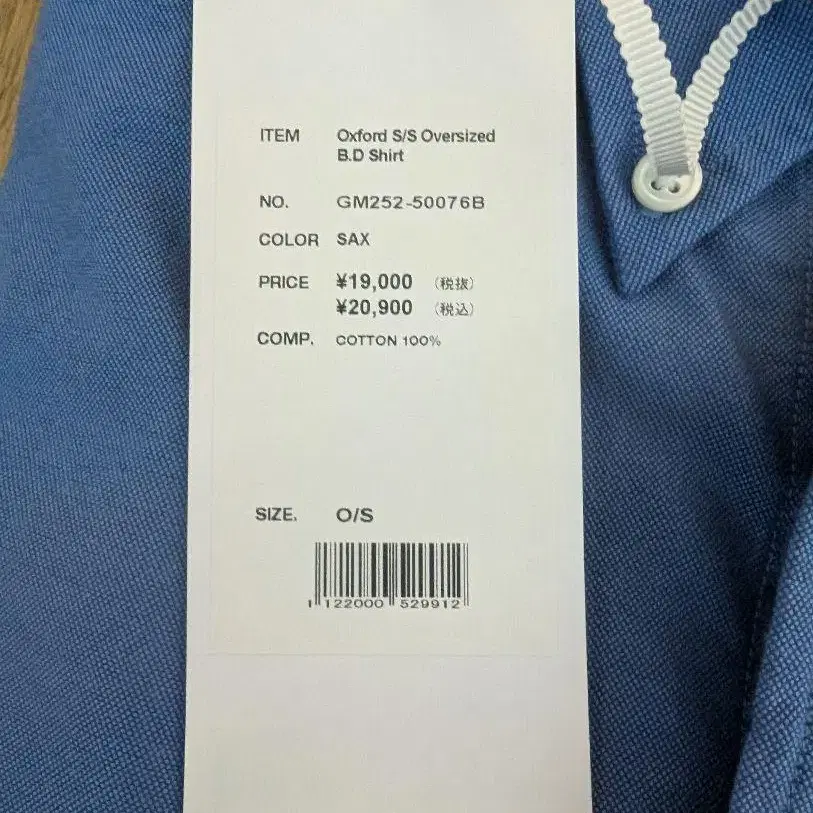 ITEM Oxford S/S Oversized
B.D Shirt
NO. GM252-50076B
COLOR SAX
PRICE ¥19,000 (税抜)
¥20,900 (税込)
COMP. COTTON 100%
SIZE. O/S
1 122000 529912